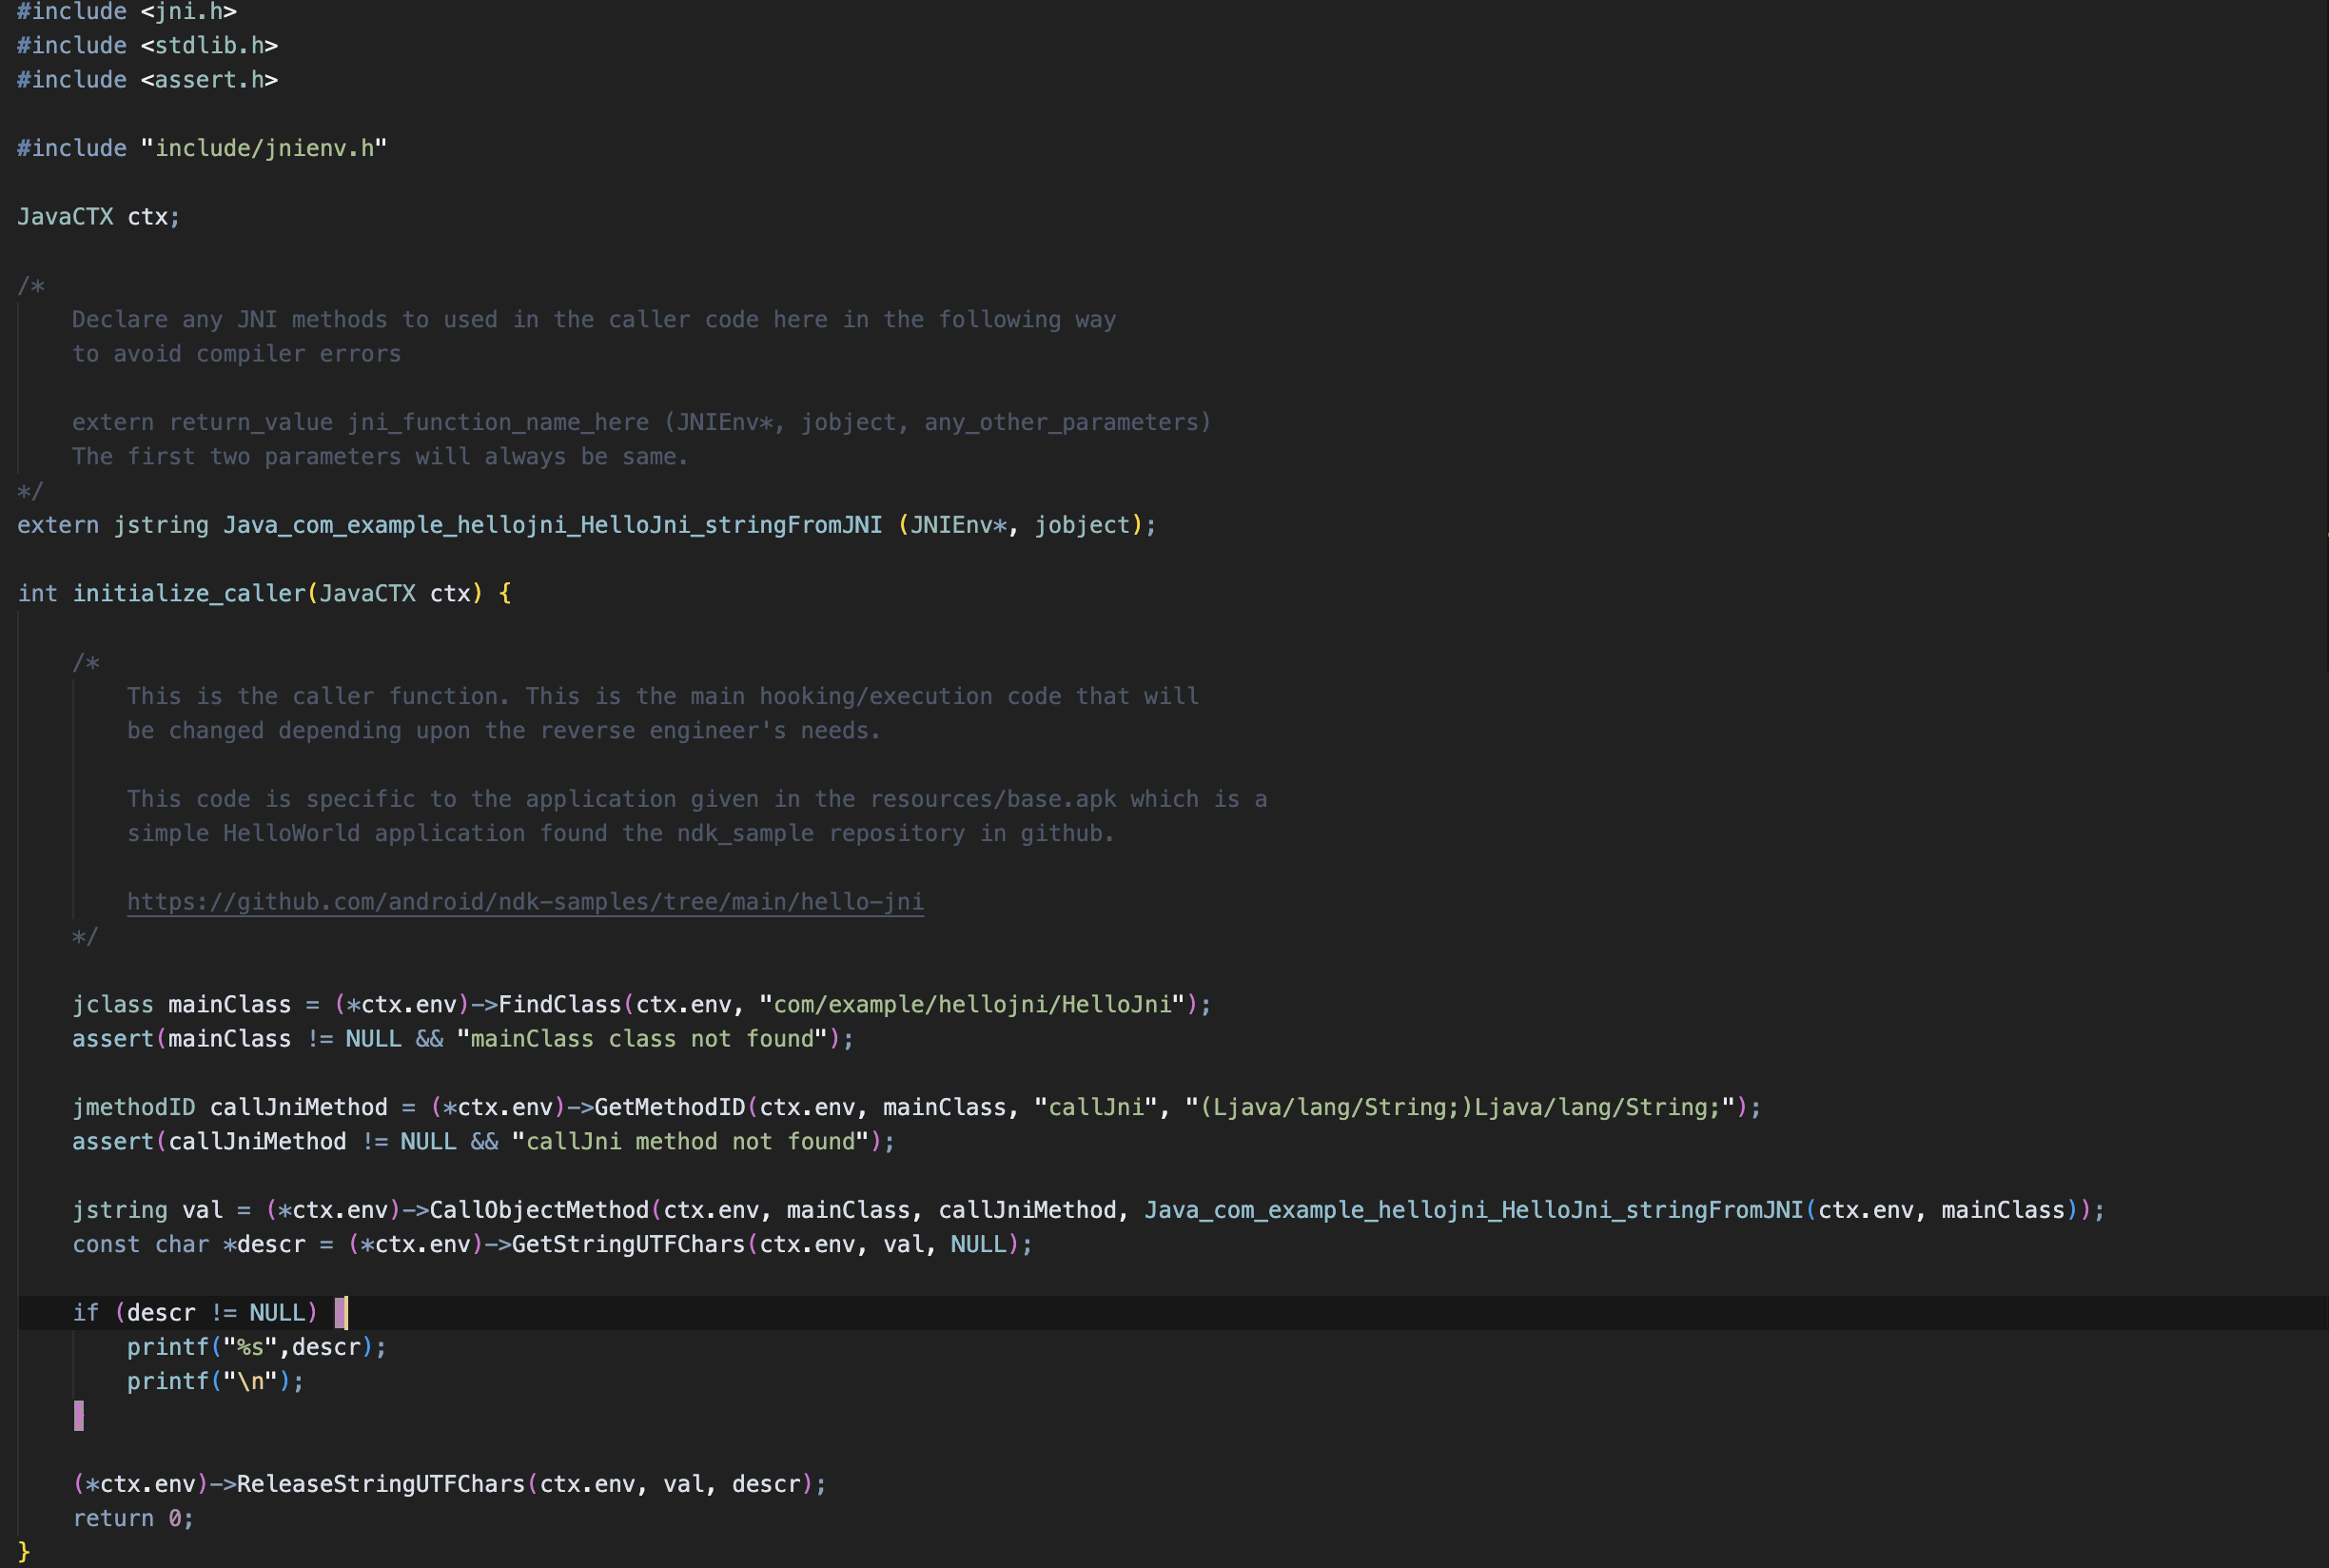 #include <jni.h>
#include <stdlib.h>
#include <assert.h>
#include "include/jnienv.h"
JavaCTX ctx;
/*
Declare any JNI methods to used in the caller code here in the following way
to avoid compiler errors
extern return_value jni_function_name_here (JNIEnv*, jobject, any_other_parameters)
The first two parameters will always be same.
*/
extern jstring Java_com_example_hellojni_HelloJni_stringFromJNI (JNIEnv*, jobject);
int initialize_caller(JavaCTX ctx) {
/*
This is the caller function. This is the main hooking/execution code that will
be changed depending upon the reverse engineer's needs.
This code is specific to the application given in the resources/base.apk which is a
simple HelloWorld application found the ndk_sample repository in github.
https://github.com/android/ndk-samples/tree/main/hello-jni
*/
jclass mainClass = (*ctx.env)->FindClass(ctx.env, "com/example/hellojni/HelloJni");
assert(mainClass != NULL && "mainClass class not found");
jmethodID callJniMethod = (*ctx.env)->GetMethodID(ctx.env, mainClass, "callJni", "(Ljava/lang/String;)Ljava/lang/String;");
assert(callJniMethod != NULL && "callJni method not found");
jstring val = (*ctx.env)->CallObjectMethod(ctx.env, mainClass, callJniMethod, Java_com_example_hellojni_HelloJni_stringFromJNI(ctx.env, mainClass));
const char *descr = (*ctx.env)->GetStringUTFChars(ctx.env, val, NULL);
if (descr != NULL)
printf("%s",descr);
printf("\n");
(*ctx.env)->ReleaseStringUTFChars(ctx.env, val, descr);
return 0;
}